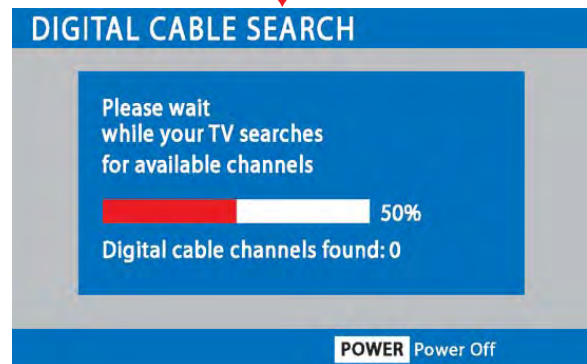 DIGITAL CABLE SEARCH
Please wait
while your TV searches
for available channels
50%
Digital cable channels found: 0
POWER Power Off